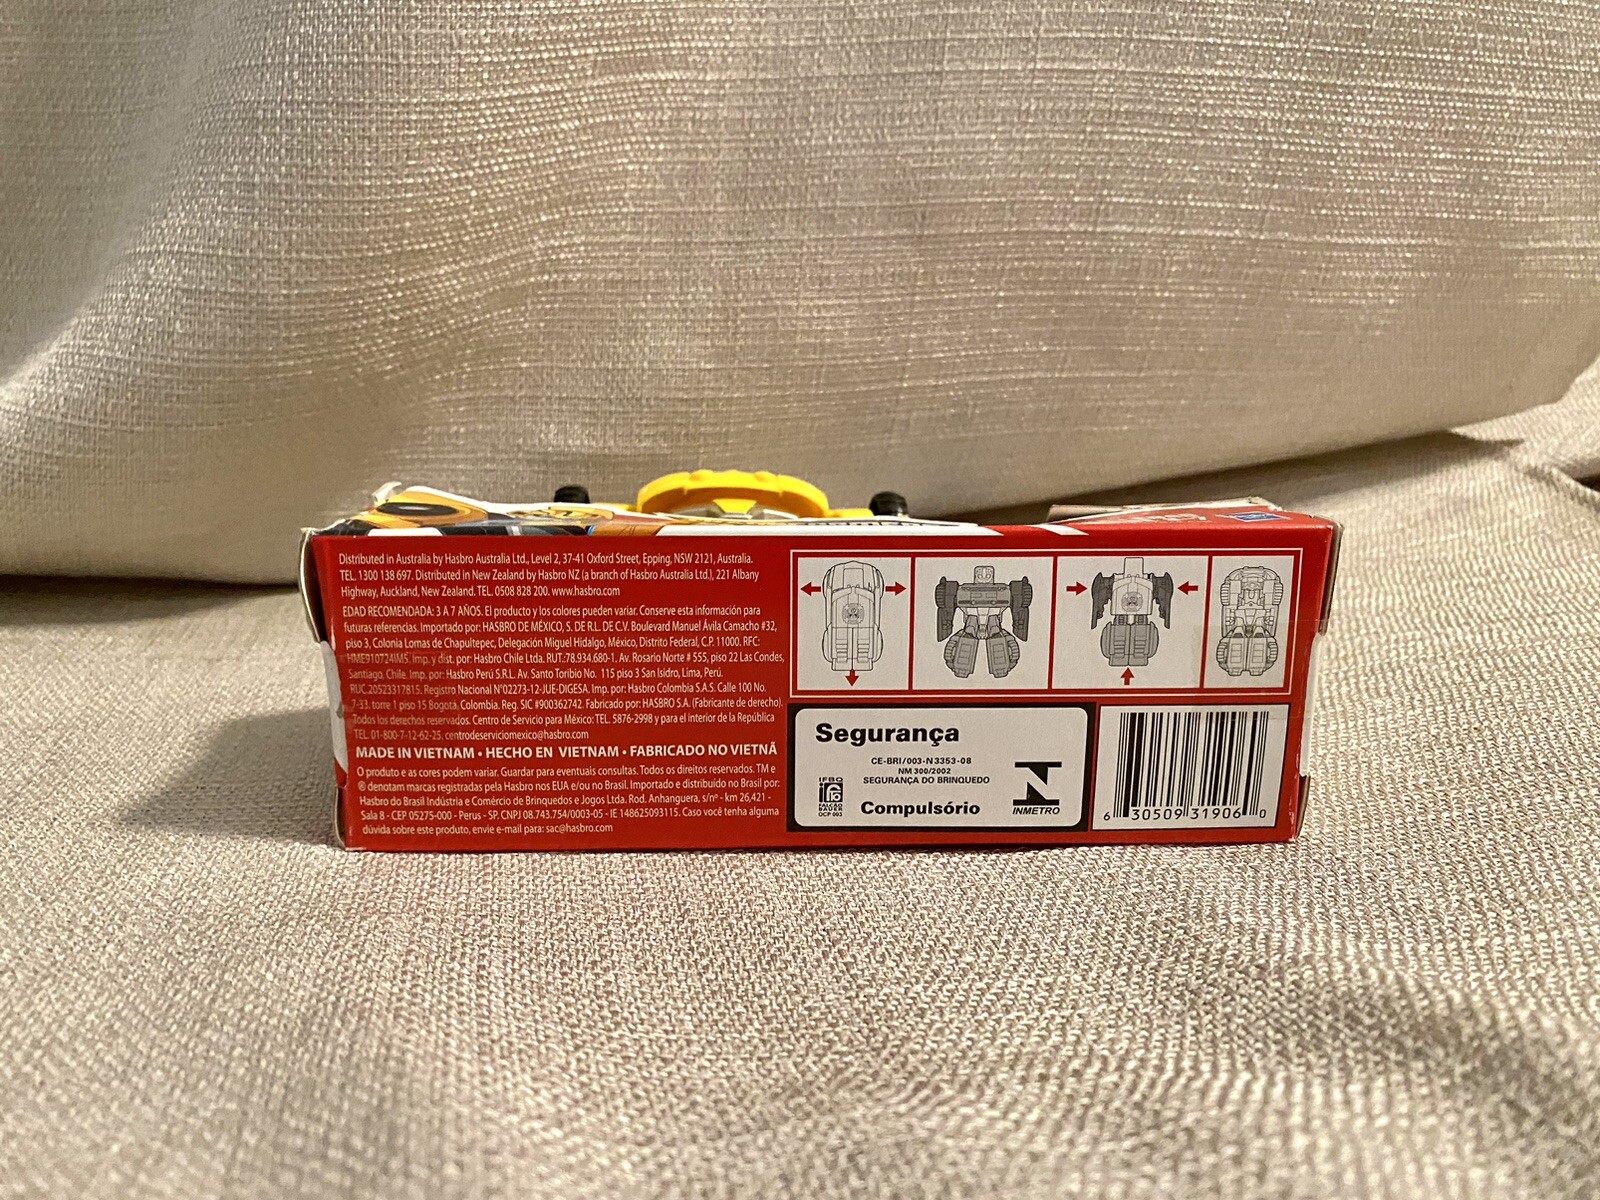 Distributed in Australia by Hasbro Australia Ltd., Level 2, 37-41 Oxford Street, Epping, NSW 2121, Australia.
TEL. 1300 138 697. Distributed in New Zealand by Hasbro NZ (a branch of Hasbro Australia Ltd.), 221 Albany
Highway, Auckland, New Zealand. TEL. 0508 828 200. www.hasbro.com
EDAD RECOMENDADA: 3 A 7 AÑOS. El producto y los colores pueden variar. Conserve esta información para
futuras referencias. Importado por: HASBRO DE MÉXICO, S. DE R.L. DE C.V. Boulevard Manuel Ávila Camacho #32,
piso 3, Colonia Lomas de Chapultepec, Delegación Miguel Hidalgo, México, Distrito Federal, C.P. 11000. RFC:
HME910724IM5. Imp. y dist. por: Hasbro Chile Ltda. RUT.:78.934.680-1. Av. Rosario Norte # 555, piso 22 Las Condes,
Santiago, Chile. Imp. por: Hasbro Perú S.R.L. Av. Santo Toribio No. 115 piso 3 San Isidro, Lima, Perú.
RUC.20523317815. Registro Nacional N°02273-12-JUE-DIGESA. Imp. por: Hasbro Colombia S.A.S. Calle 100 No.
7-33. torre 1 piso 15 Bogotá, Colombia. Reg. SIC #900362742. Fabricado por: HASBRO S.A. (Fabricante de derecho).
Todos los derechos reservados. Centro de Servicio para México: TEL. 5876-2998 y para el interior de la República
TEL. 01-800-7-12-62-25. centrodeserviciomexico@hasbro.com
MADE IN VIETNAM • HECHO EN VIETNAM • FABRICADO NO VIETNÃ
O produto e as cores podem variar. Guardar para eventuais consultas. Todos os direitos reservados. TM e
® denotam marcas registradas pela Hasbro nos EUA e/ou no Brasil. Importado e distribuído no Brasil por:
Hasbro do Brasil Indústria e Comércio de Brinquedos e Jogos Ltda. Rod. Anhanguera, s/nº - km 26,421 -
Sala 8 - CEP 05275-000 - Perus - SP. CNPJ 08.743.754/0003-05 - IE 148625093115. Caso você tenha alguma
dúvida sobre este produto, envie e-mail para: sac@hasbro.com
Segurança
CE-BRI/003-N 3353-08
NM 300/2002
SEGURANÇA DO BRINQUEDO
Compulsório
IFBQ
FALCÃO
BAUER
OCP 003
INMETRO
6 30509 31906 0